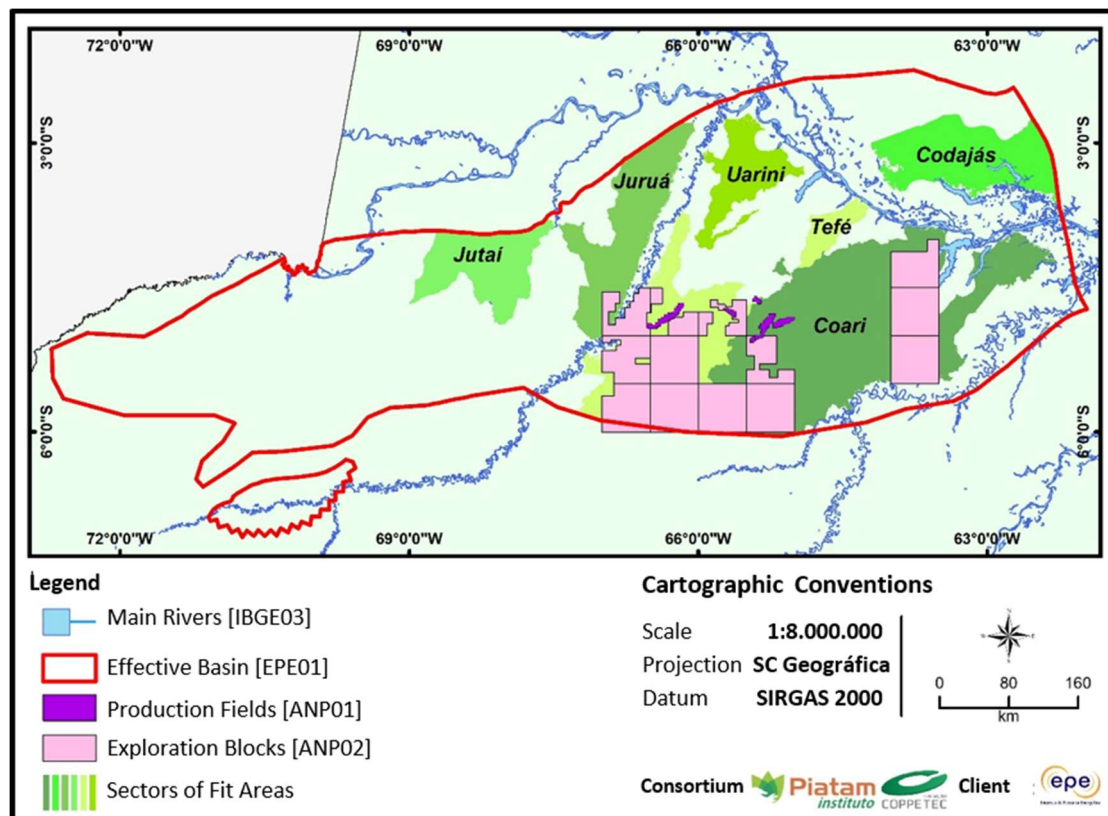 72°0'0"W 69°0'0"W 66°0'0"W 63°0'0"W
3°0'0"S 3°0'0"S
Codajás
Juruá Uarini
Tefé
Jutaí
Coari
6°0'0"S 6°0'0"S
72°0'0"W 69°0'0"W 66°0'0"W 63°0'0"W
Legend
Main Rivers [IBGE03]
Effective Basin [EPE01]
Production Fields [ANP01]
Exploration Blocks [ANP02]
Sectors of Fit Areas
Cartographic Conventions
Scale 1:8.000.000
Projection SC Geográfica
Datum SIRGAS 2000
N
0 80 160
km
Consortium Piatam instituto COPPETEC Client epe